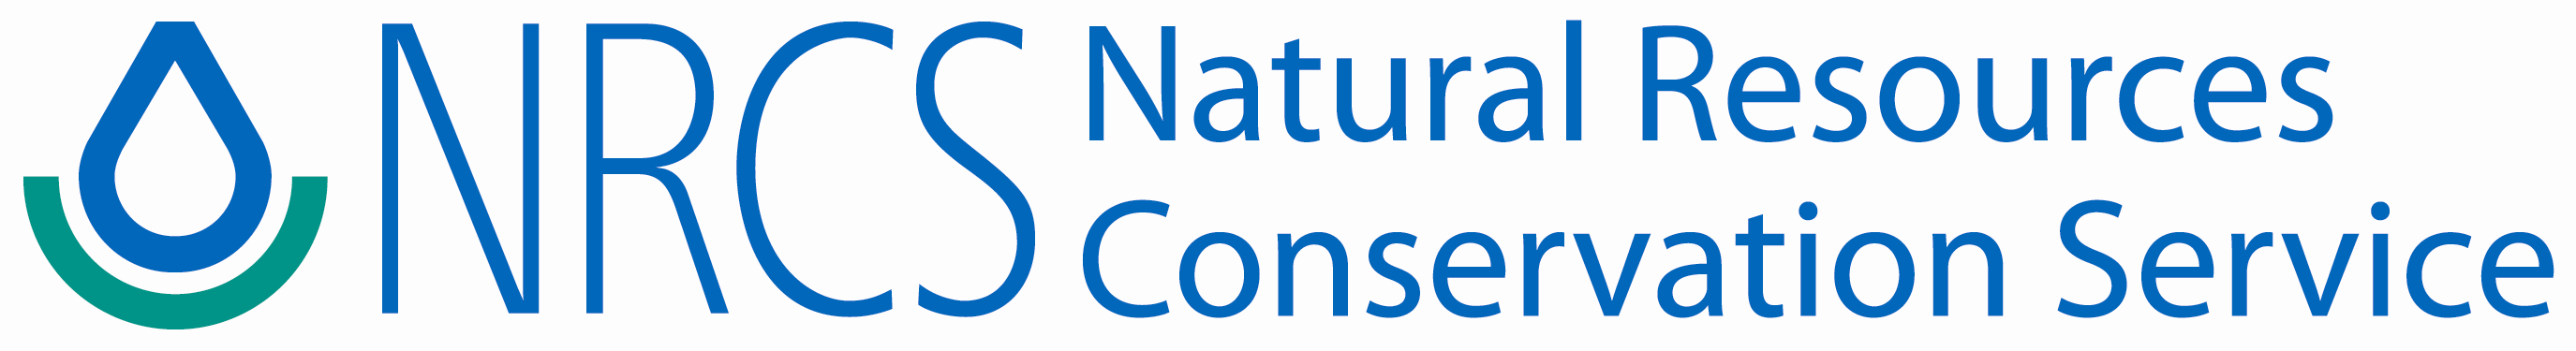 NRCS
Natural Resources
Conservation Service